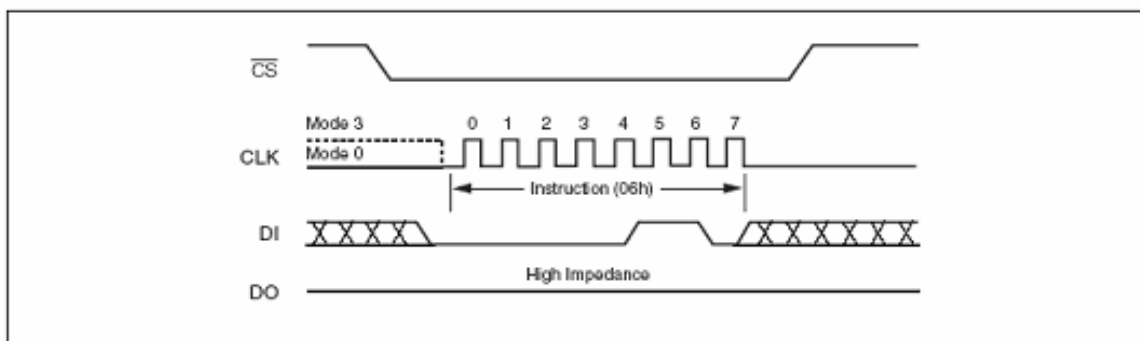 CS
Mode 3
0 1 2 3 4 5 6 7
CLK
Mode 0
Instruction (06h)
DI
High Impedance
DO